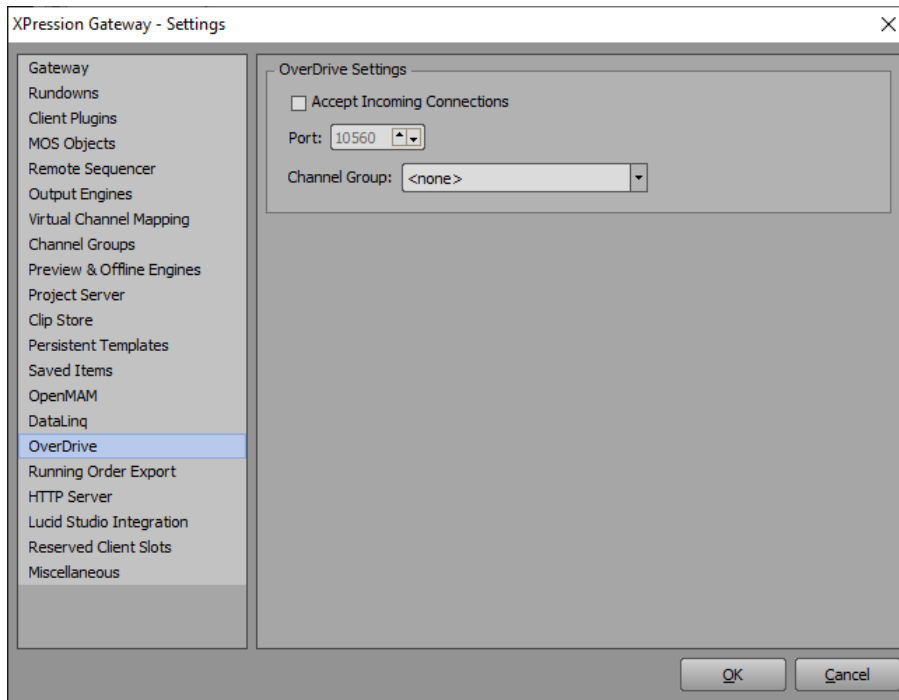 XPression Gateway - Settings
Gateway
Rundowns
Client Plugins
MOS Objects
Remote Sequencer
Output Engines
Virtual Channel Mapping
Channel Groups
Preview & Offline Engines
Project Server
Clip Store
Persistent Templates
Saved Items
OpenMAM
DataLinq
OverDrive
Running Order Export
HTTP Server
Lucid Studio Integration
Reserved Client Slots
Miscellaneous
OverDrive Settings
Accept Incoming Connections
Port: 10560
Channel Group: <none>
OK Cancel